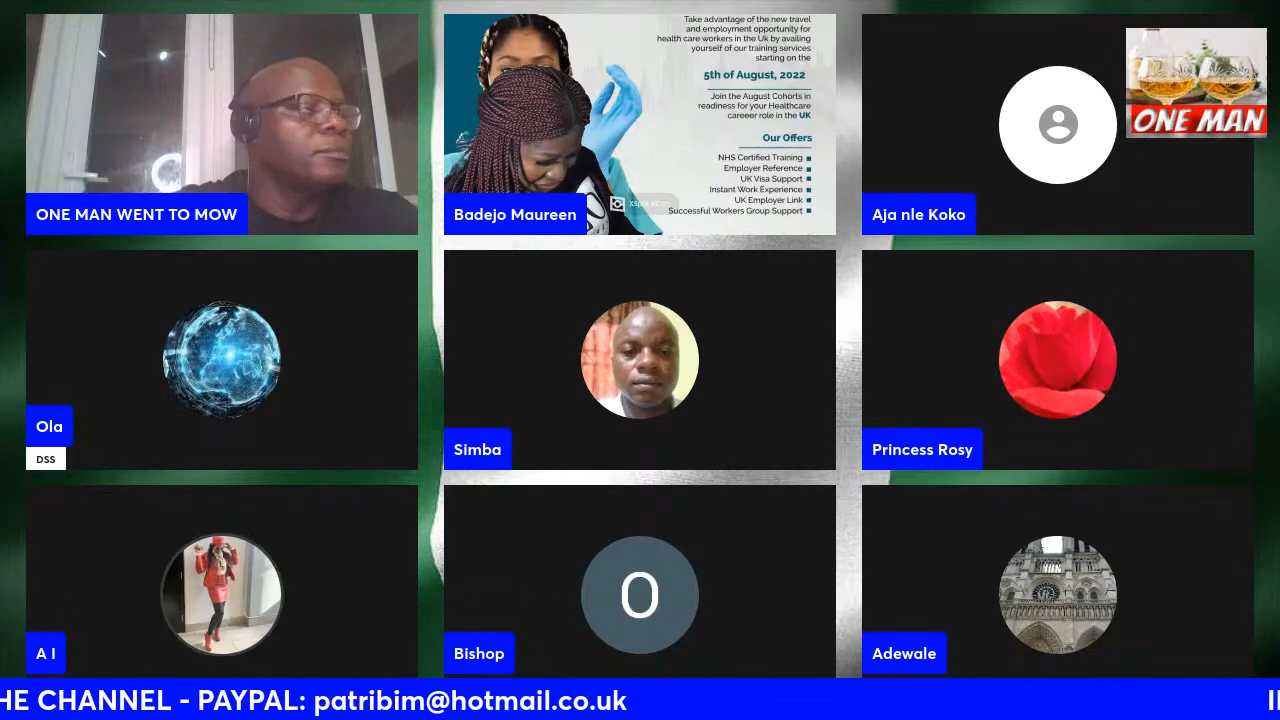 Take advantage of the new travel
and employment opportunity for
health care workers in the Uk by availing
yourself of our training services
starting on the
5th of August, 2022
Join the August Cohorts in
readiness for your Healthcare
careeer role in the UK
Our Offers
NHS Certified Training
Employer Reference
UK Visa Support
Instant Work Experience
UK Employer Link
Successful Workers Group Support
ONE MAN
ONE MAN WENT TO MOW
Badejo Maureen
Aja nle Koko
Ola
DSS
Simba
Princess Rosy
A I
O
Bishop
Adewale
HE CHANNEL - PAYPAL: patribim@hotmail.co.uk